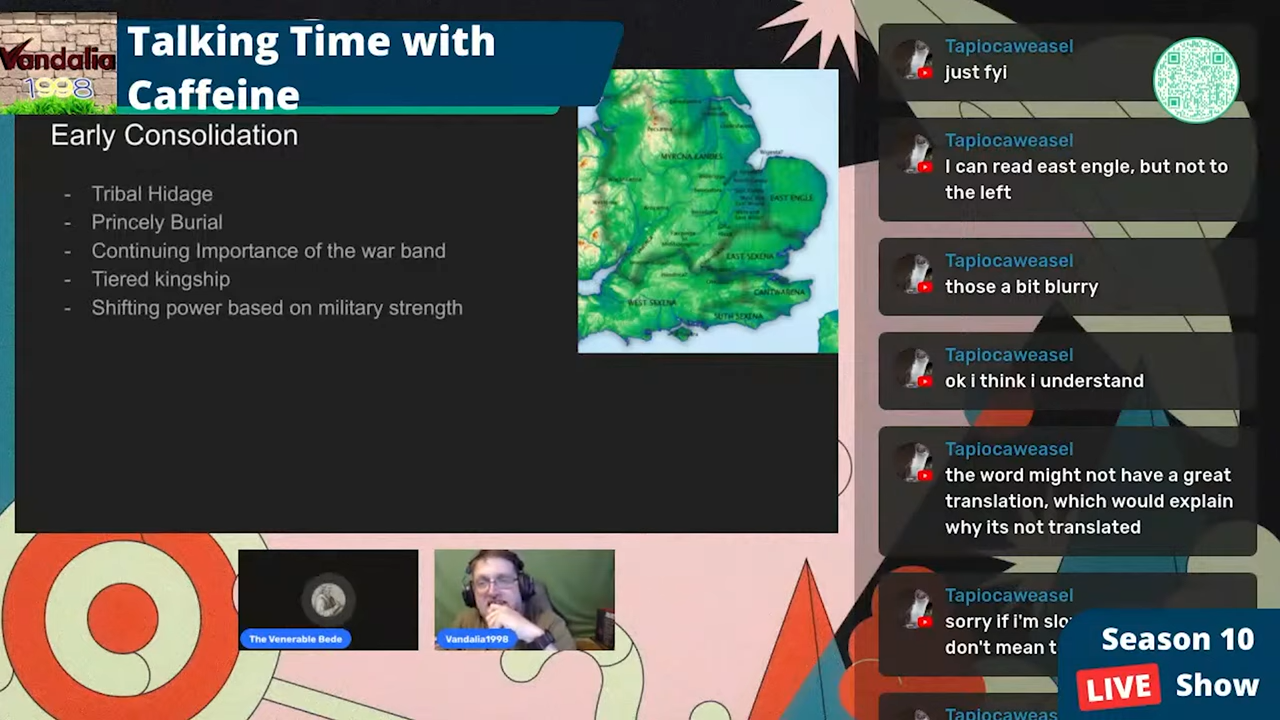 Vandalia
1998
Talking Time with
Caffeine
Early Consolidation
- Tribal Hidage
- Princely Burial
- Continuing Importance of the war band
- Tiered kingship
- Shifting power based on military strength
MYRCNA LANDES
EAST ENGLE
EAST-SEXENA
CANTWARENA
WEST SEXENA
SUTH SEXENA
The Venerable Bede
Vandalia1998
Tapiocaweasel
just fyi
Tapiocaweasel
I can read east engle, but not to
the left
Tapiocaweasel
those a bit blurry
Tapiocaweasel
ok i think i understand
Tapiocaweasel
the word might not have a great
translation, which would explain
why its not translated
Tapiocaweasel
sorry if i'm
don't mean
Tapiocaweasel
Season 10
LIVE Show